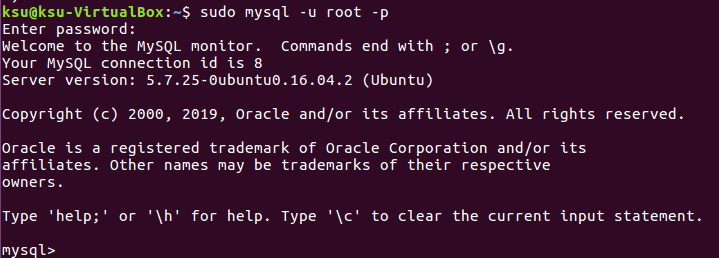 ksu@ksu-VirtualBox:~$ sudo mysql -u root -p
Enter password:
Welcome to the MySQL monitor.  Commands end with ; or \g.
Your MySQL connection id is 8
Server version: 5.7.25-0ubuntu0.16.04.2 (Ubuntu)

Copyright (c) 2000, 2019, Oracle and/or its affiliates. All rights reserved.

Oracle is a registered trademark of Oracle Corporation and/or its
affiliates. Other names may be trademarks of their respective
owners.

Type 'help;' or '\h' for help. Type '\c' to clear the current input statement.

mysql>